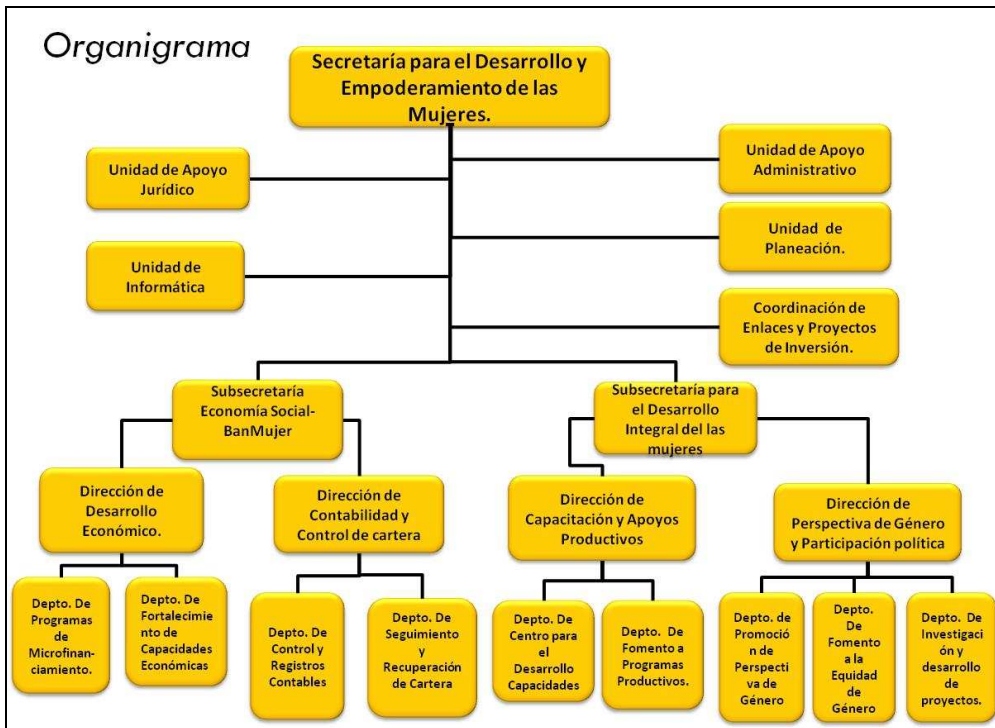 Organigrama
Secretaría para el Desarrollo y
Empoderamiento de las
Mujeres.
Unidad de Apoyo
Jurídico
Unidad de Apoyo
Administrativo
Unidad de
Planeación.
Unidad de
Informática
Coordinación de
Enlaces y Proyectos
de Inversión.
Subsecretaría
Economía Social-
BanMujer
Subsecretaría para
el Desarrollo
Integral del las
mujeres
Dirección de
Desarrollo
Económico.
Dirección de
Contabilidad y
Control de cartera
Dirección de
Capacitación y Apoyos
Productivos
Dirección de
Perspectiva de Género
y Participación política
Depto. De
Programas
de
Microfinan-
ciamiento.
Depto. De
Fortalecimie
nto de
Capacidades
Económicas
Depto. De
Control y
Registros
Contables
Depto. De
Seguimiento
y
Recuperación
de Cartera
Depto. De
Centro para
el
Desarrollo
Capacidades
Depto. De
Fomento a
Programas
Productivos.
Depto. de
Promoció
n de
Perspecti
va de
Género
Depto.
De
Fomento
a la
Equidad
de
Género
Depto. De
Investigaci
ón y
desarrollo
de
proyectos.